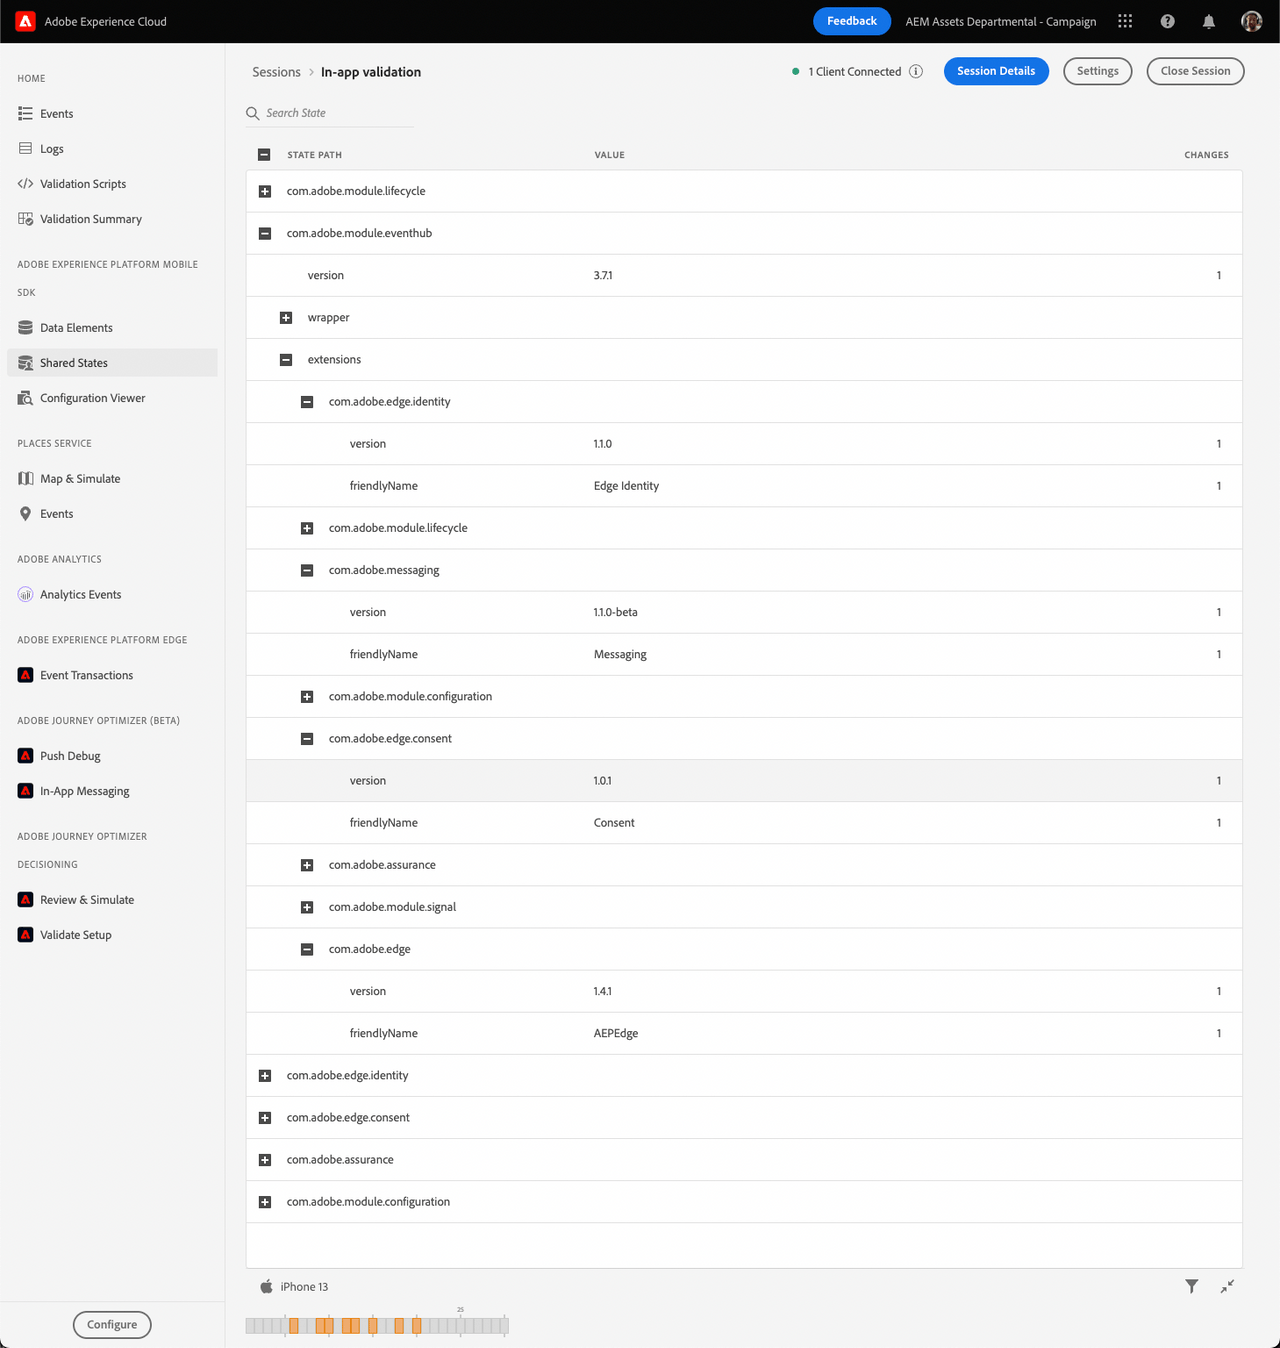 Adobe Experience Cloud
Feedback
AEM Assets Departmental - Campaign
HOME
Events
Logs
Validation Scripts
Validation Summary
ADOBE EXPERIENCE PLATFORM MOBILE
SDK
Data Elements
Shared States
Configuration Viewer
PLACES SERVICE
Map & Simulate
Events
ADOBE ANALYTICS
Analytics Events
ADOBE EXPERIENCE PLATFORM EDGE
Event Transactions
ADOBE JOURNEY OPTIMIZER (BETA)
Push Debug
In-App Messaging
ADOBE JOURNEY OPTIMIZER
DECISIONING
Review & Simulate
Validate Setup
Configure
Sessions > In-app validation
1 Client Connected
Session Details
Settings
Close Session
Search State
STATE PATH VALUE CHANGES
com.adobe.module.lifecycle
com.adobe.module.eventhub
version 3.7.1 1
wrapper
extensions
com.adobe.edge.identity
version 1.1.0 1
friendlyName Edge Identity 1
com.adobe.module.lifecycle
com.adobe.messaging
version 1.1.0-beta 1
friendlyName Messaging 1
com.adobe.module.configuration
com.adobe.edge.consent
version 1.0.1 1
friendlyName Consent 1
com.adobe.assurance
com.adobe.module.signal
com.adobe.edge
version 1.4.1 1
friendlyName AEPEdge 1
com.adobe.edge.identity
com.adobe.edge.consent
com.adobe.assurance
com.adobe.module.configuration
iPhone 13
25